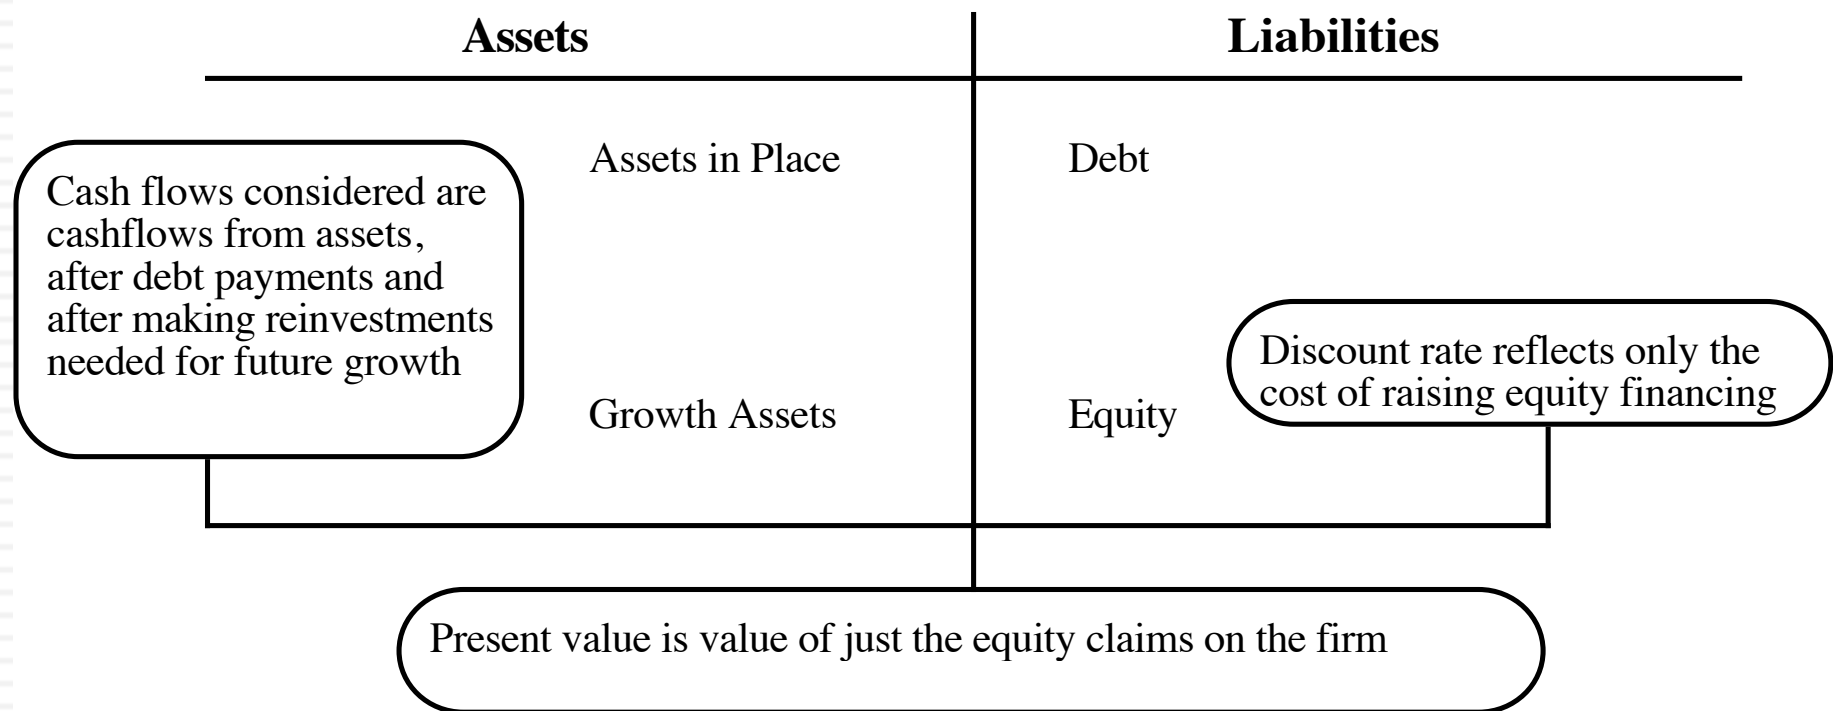 Assets
Liabilities
Assets in Place
Debt
Cash flows considered are
cashflows from assets,
after debt payments and
after making reinvestments
needed for future growth
Discount rate reflects only the
cost of raising equity financing
Growth Assets
Equity
Present value is value of just the equity claims on the firm